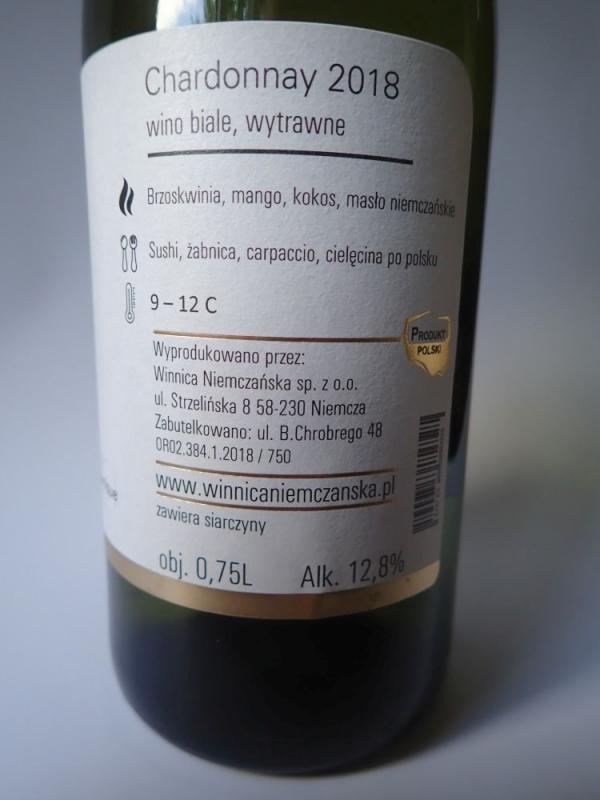 Chardonnay 2018
wino białe, wytrawne
Brzoskwinia, mango, kokos, masło niemczańskie
Sushi, żabnica, carpaccio, cielęcina po polsku
9 – 12 C
PRODUKT
POLSKI
Wyprodukowano przez:
Winnica Niemczańska sp. z o.o.
ul. Strzelińska 8 58-230 Niemcza
Zabutelkowano: ul. B.Chrobrego 48
OR02.384.1.2018 / 750
www.winnicaniemczanska.pl
zawiera siarczyny
obj. 0,75L Alk. 12,8%